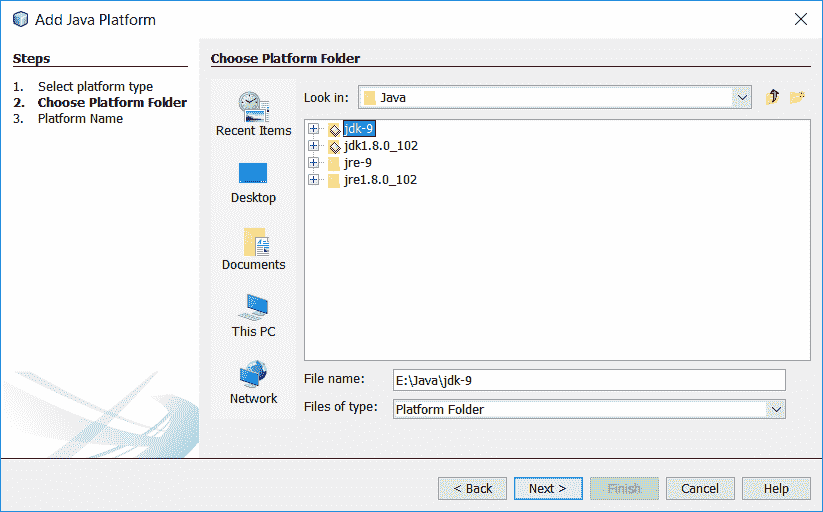 Add Java Platform
Steps
1. Select platform type
2. Choose Platform Folder
3. Platform Name
Choose Platform Folder
Look in: Java
Recent Items
Desktop
Documents
This PC
Network
jdk-9
jdk1.8.0_102
jre-9
jre1.8.0_102
File name: E:\Java\jdk-9
Files of type: Platform Folder
< Back Next > Finish Cancel Help